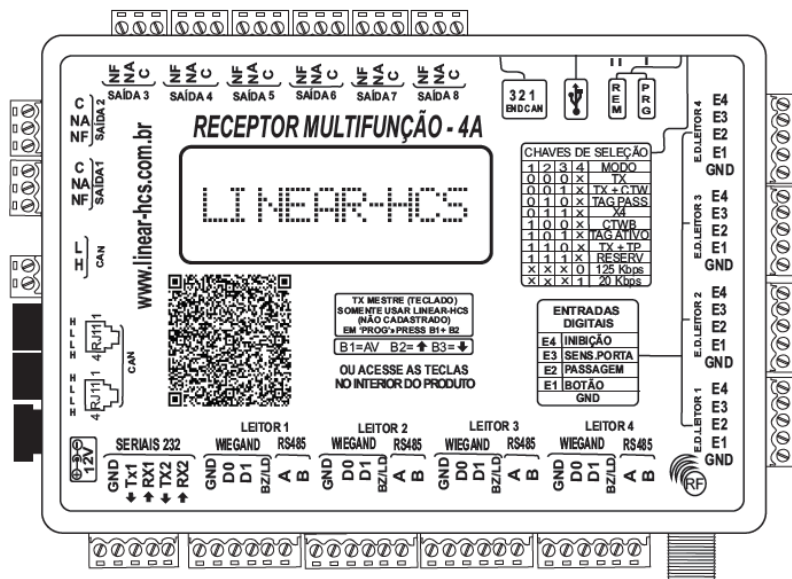 NF NA C
SAÍDA 3
NF NA C
SAÍDA 4
NF NA C
SAÍDA 5
NF NA C
SAÍDA 6
NF NA C
SAÍDA 7
NF NA C
SAÍDA 8
3 2 1
ENDCAN
REM
PRG
C
NA
NF
SAÍDA 2
C
NA
NF
SAÍDA1
L
H
CAN
www.linear-hcs.com.br
RECEPTOR MULTIFUNÇÃO - 4A
LINEAR-HCS
CHAVES DE SELEÇÃO
1 2 3 4 MODO
0 0 0 x TX
0 0 1 x TX + CTW
0 1 0 x TAG PASS
0 1 1 x X4
1 0 0 x CTWB
1 0 1 x TAG ATIVO
1 1 0 x TX + TP
1 1 1 x RESERV
x x x 0 125 Kbps
x x x 1 20 Kbps
E4
E3
E2
E1
GND
E.D.LEITOR 4
E4
E3
E2
E1
GND
E.D.LEITOR 3
E4
E3
E2
E1
GND
E.D.LEITOR 2
E4
E3
E2
E1
GND
E.D.LEITOR 1
TX MESTRE (TECLADO)
SOMENTE USAR LINEAR-HCS
(NÃO CADASTRADO)
EM 'PROG'S PRESS B1+ B2
B1=AV B2=⬆ B3=⬇
OU ACESSE AS TECLAS
NO INTERIOR DO PRODUTO
ENTRADAS
DIGITAIS
E4 INIBIÇÃO
E3 SENS.PORTA
E2 PASSAGEM
E1 BOTÃO
GND
H
L
L
H
1
RJ11
4
H
L
L
H
1
RJ11
4
CAN
12V
SERIAIS 232
GND
Tx1
RX1
TX2
RX2
LEITOR 1
WIEGAND RS485
GND D0 D1 BZ/LD A B
LEITOR 2
WIEGAND RS485
GND D0 D1 BZ/LD A B
LEITOR 3
WIEGAND RS485
GND D0 D1 BZ/LD A B
LEITOR 4
WIEGAND RS485
GND D0 D1 BZ/LD A B
RF